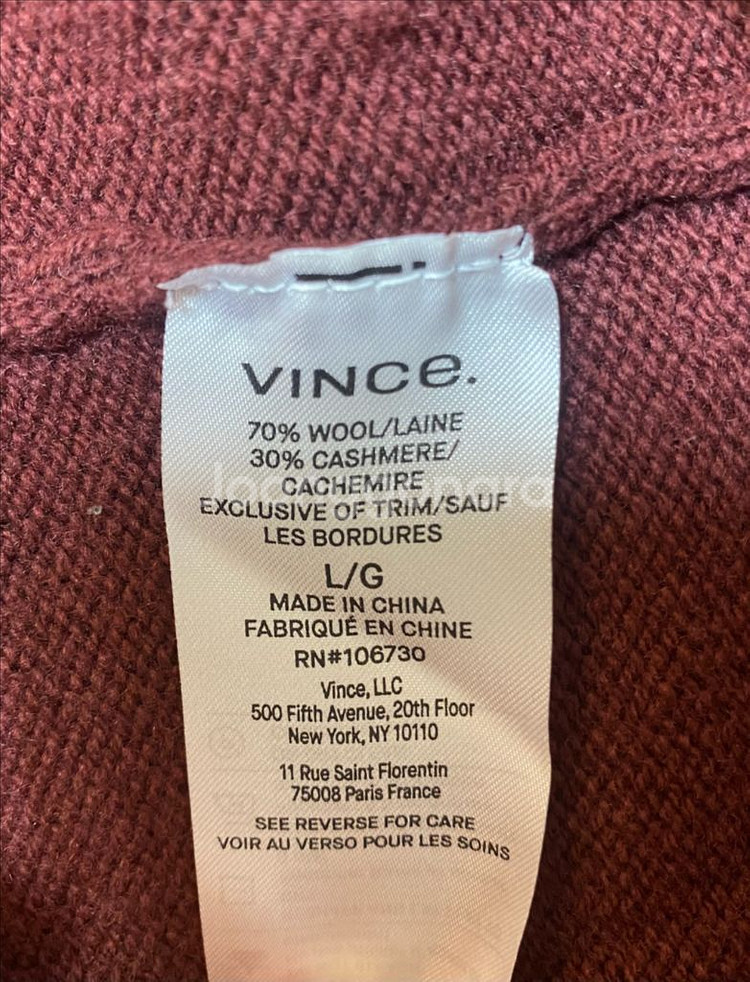 VINCE.
70% WOOL/LAINE
30% CASHMERE/
CACHEMIRE
EXCLUSIVE OF TRIM/SAUF
LES BORDURES
L/G
MADE IN CHINA
FABRIQUÉ EN CHINE
RN#106730
Vince, LLC
500 Fifth Avenue, 20th Floor
New York, NY 10110
11 Rue Saint Florentin
75008 Paris France
SEE REVERSE FOR CARE
VOIR AU VERSO POUR LES SOINS